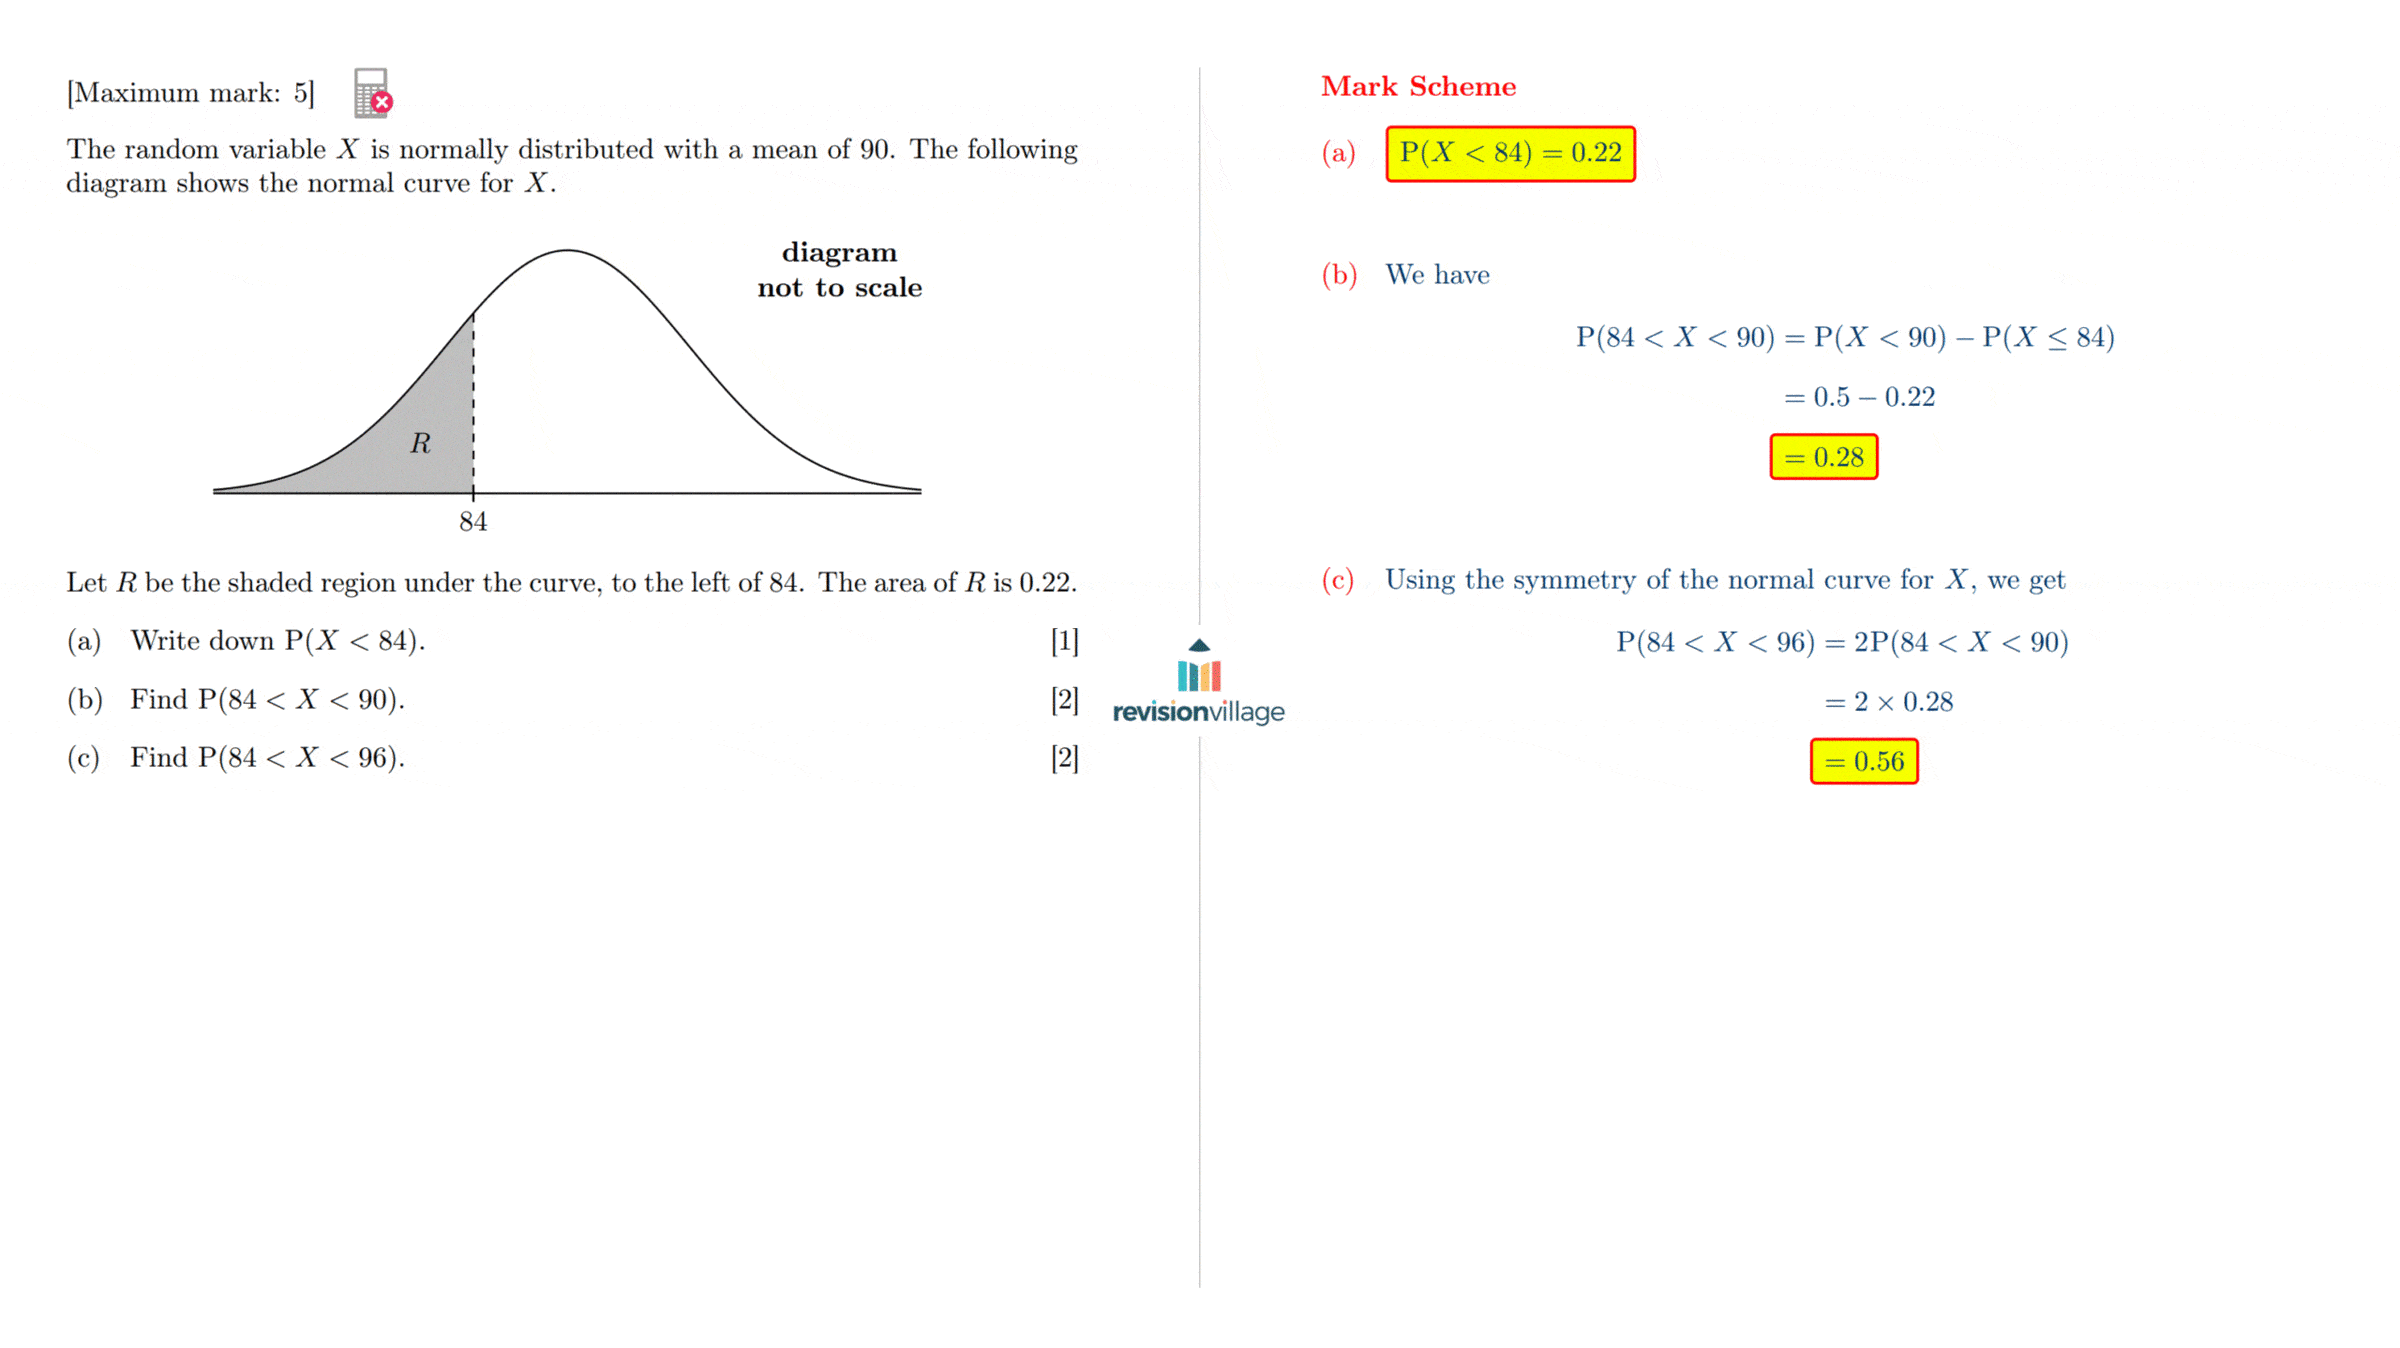 [Maximum mark: 5]
The random variable X is normally distributed with a mean of 90. The following
diagram shows the normal curve for X.
diagram
not to scale
R
84
Let R be the shaded region under the curve, to the left of 84. The area of R is 0.22.
(a) Write down P(X < 84). [1]
(b) Find P(84 < X < 90). [2]
(c) Find P(84 < X < 96). [2]
revisionvillage
Mark Scheme
(a) P(X < 84) = 0.22
(b) We have
P(84 < X < 90) = P(X < 90) − P(X ≤ 84)
= 0.5 − 0.22
= 0.28
(c) Using the symmetry of the normal curve for X, we get
P(84 < X < 96) = 2P(84 < X < 90)
= 2 × 0.28
= 0.56